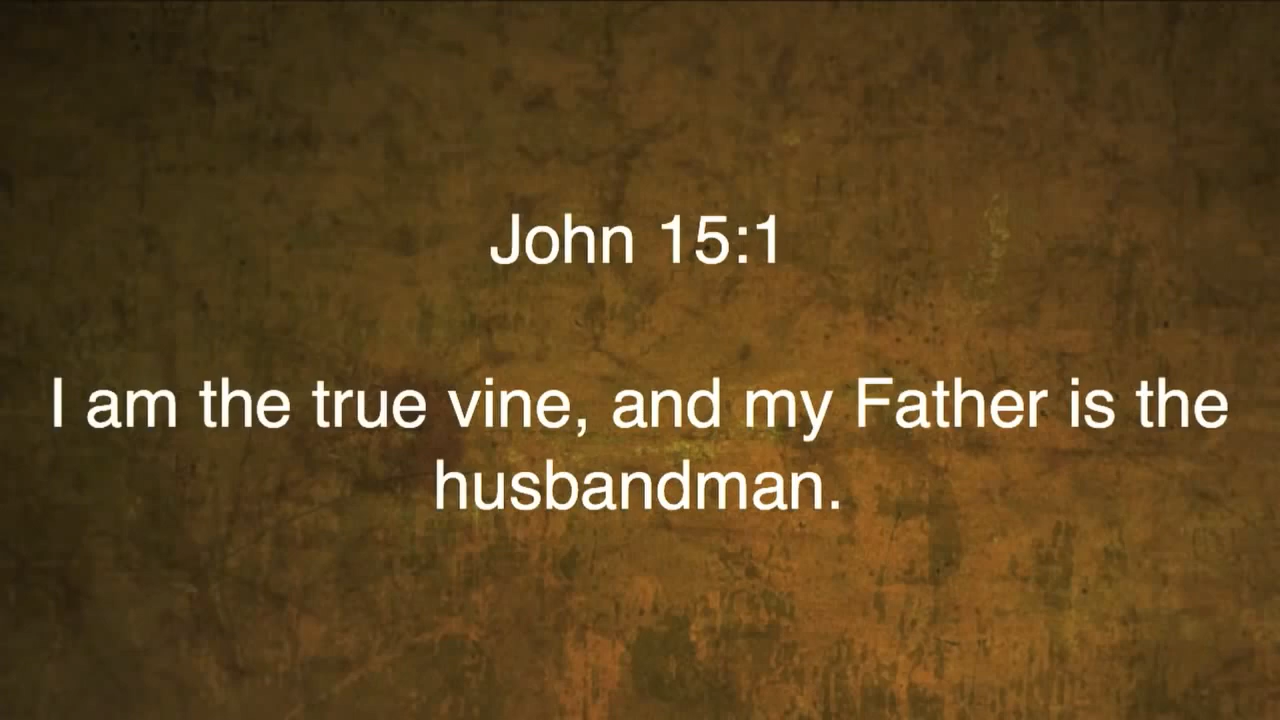 John 15:1
I am the true vine, and my Father is the
husbandman.